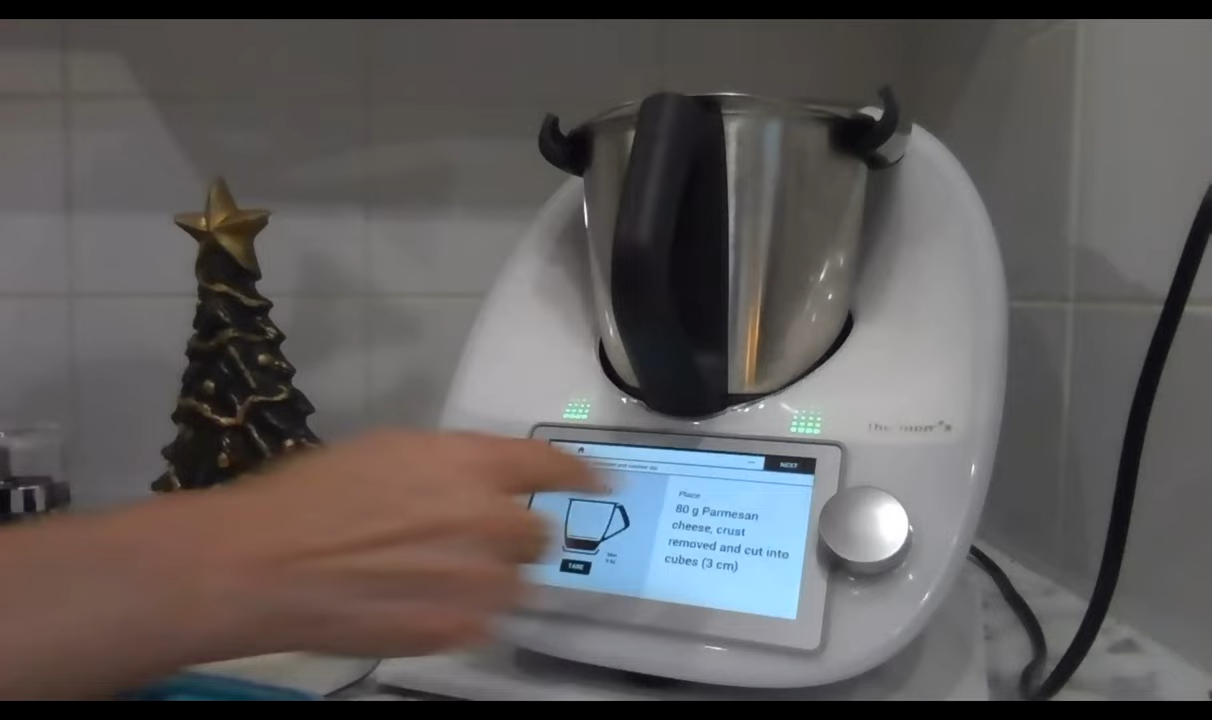 NEXT
Place
80 g Parmesan
cheese, crust
removed and cut into
cubes (3 cm)
TARE